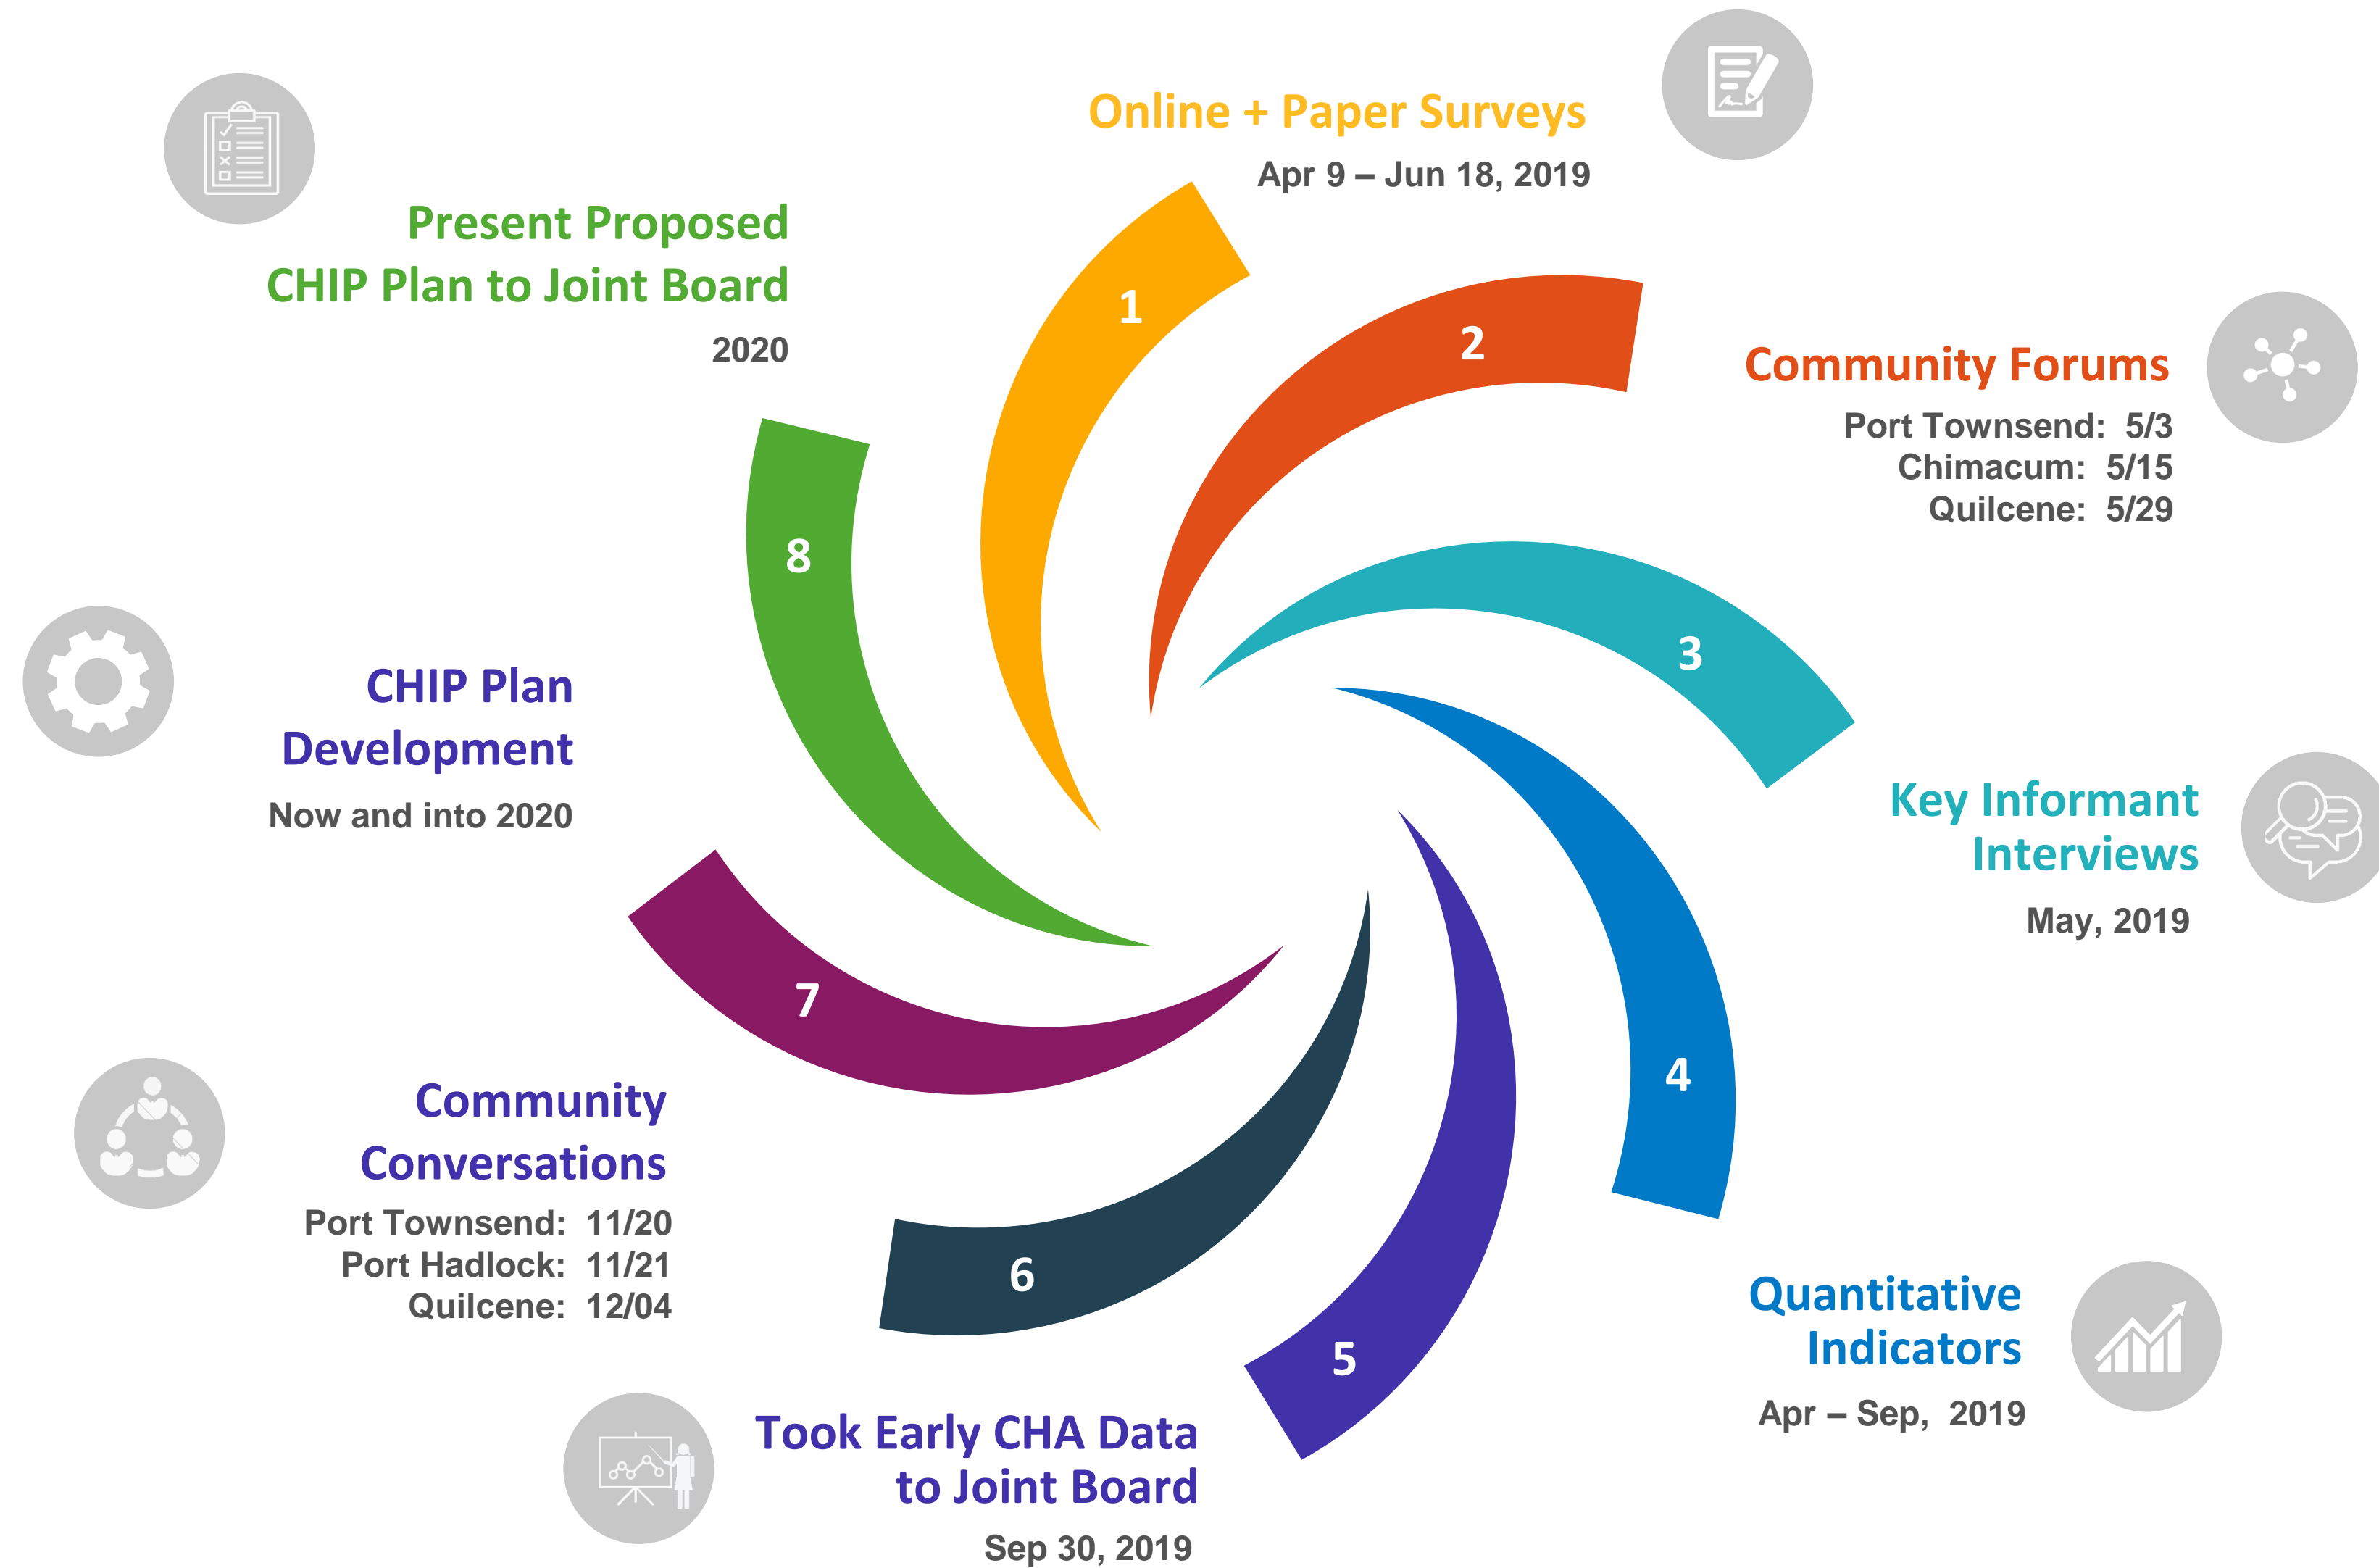 1
Online + Paper Surveys
Apr 9 – Jun 18, 2019
2
Community Forums
Port Townsend: 5/3
Chimacum: 5/15
Quilcene: 5/29
3
Key Informant
Interviews
May, 2019
4
Quantitative
Indicators
Apr – Sep, 2019
5
Took Early CHA Data
to Joint Board
Sep 30, 2019
6
Community
Conversations
Port Townsend: 11/20
Port Hadlock: 11/21
Quilcene: 12/04
7
CHIP Plan
Development
Now and into 2020
8
Present Proposed
CHIP Plan to Joint Board
2020